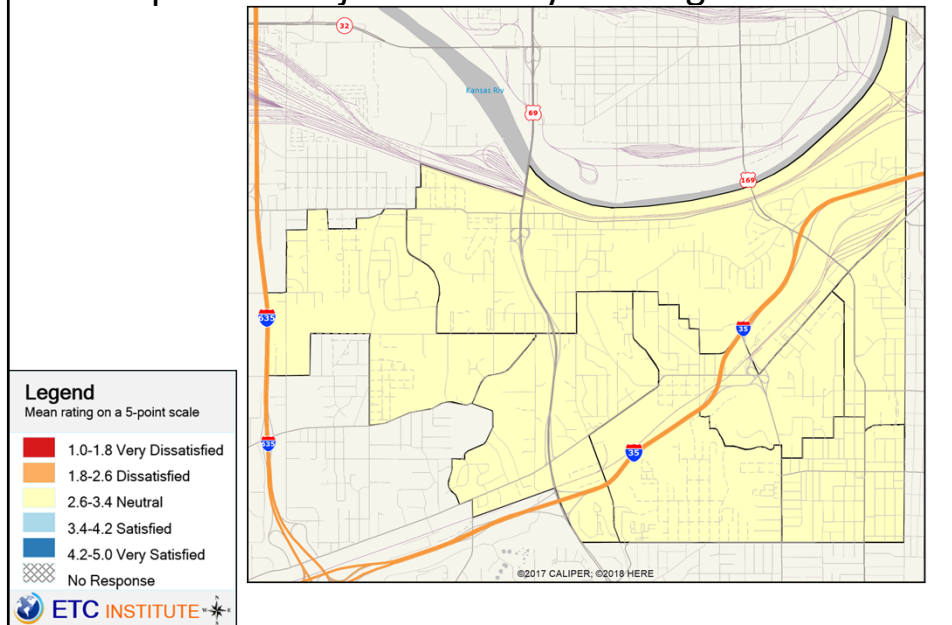 32
Kansas Riv
69
169
635
35
635
35
©2017 CALIPER; ©2018 HERE
Legend
Mean rating on a 5-point scale
1.0-1.8 Very Dissatisfied
1.8-2.6 Dissatisfied
2.6-3.4 Neutral
3.4-4.2 Satisfied
4.2-5.0 Very Satisfied
No Response
ETC INSTITUTE
W E